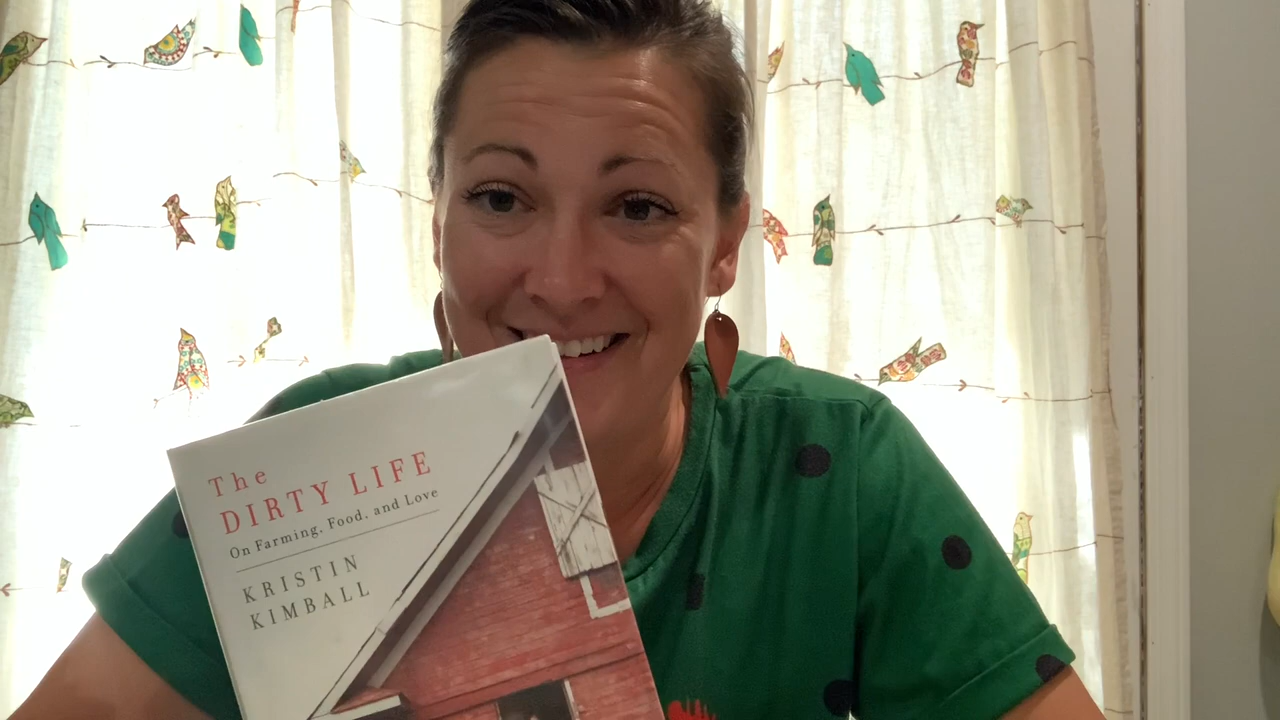 The
DIRTY LIFE
On Farming, Food, and Love
KRISTIN
KIMBALL